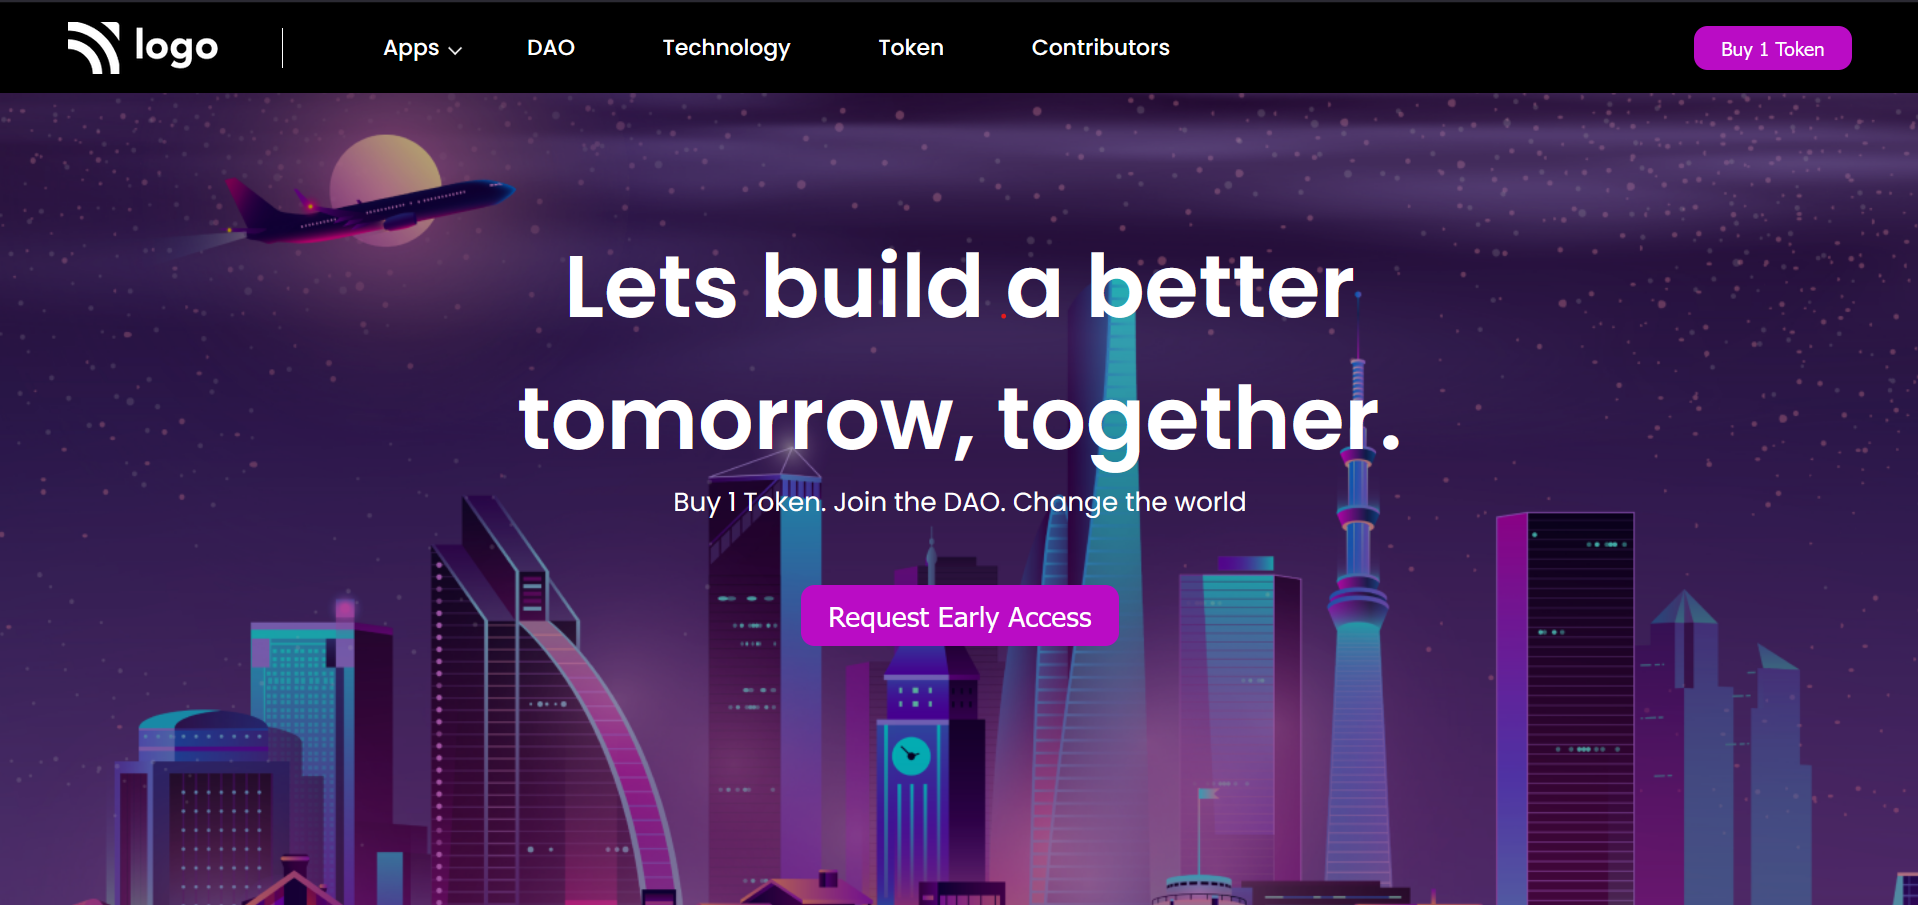 logo
Apps
DAO
Technology
Token
Contributors
Buy 1 Token
Lets build a better
tomorrow, together.
Buy 1 Token. Join the DAO. Change the world
Request Early Access